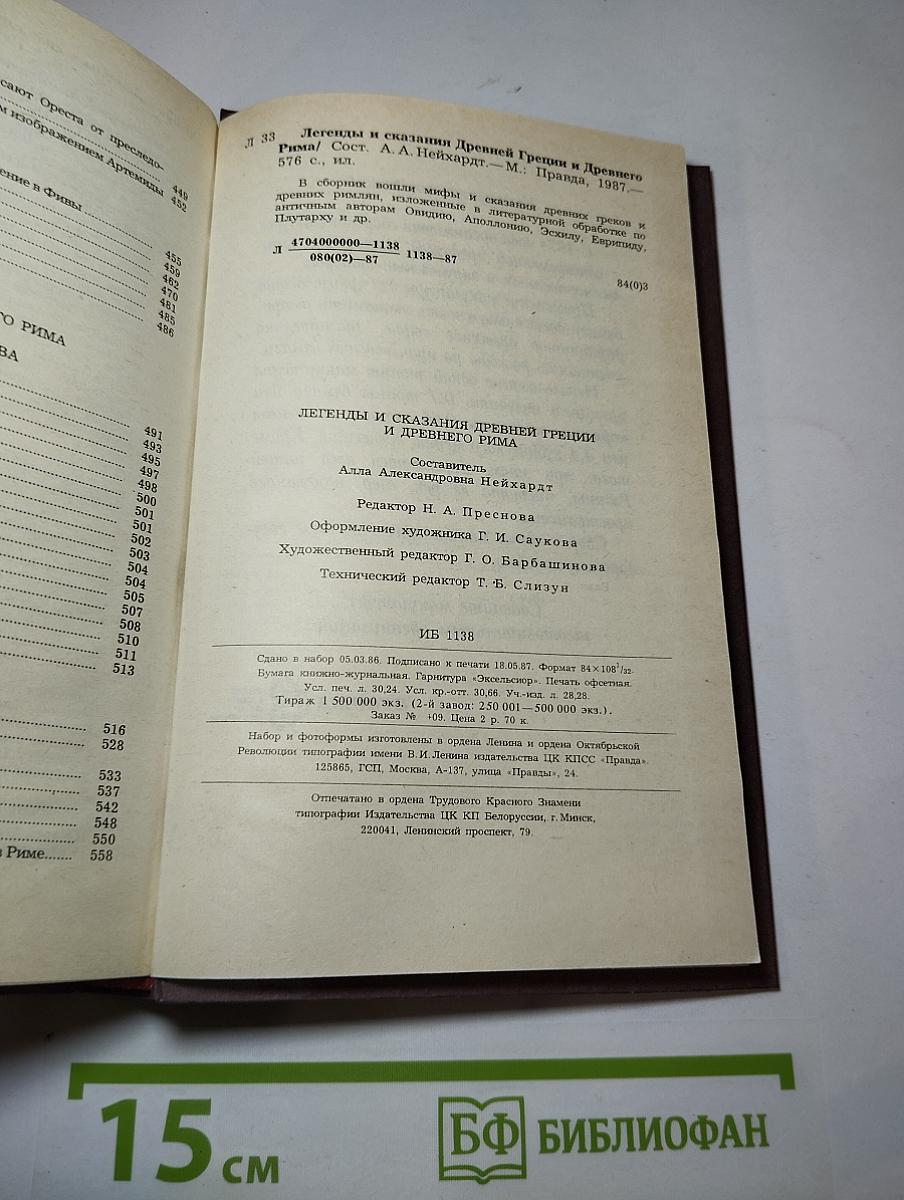 сают Ореста от преследо-
449
м изображением Артемиды
452
ение в Фивы
455
459
462
470
481
485
486
ГО РИМА
ВА
491
493
495
497
498
500
501
501
502
503
504
504
505
507
508
510
511
513
516
528
533
537
542
548
550
в Риме....... 558
Л 33 Легенды и сказания Древней Греции и Древнего
Рима/ Сост. А. А. Нейхардт.— М.: Правда, 1987.—
576 с., ил.
В сборник вошли мифы и сказания древних греков и
древних римлян, изложенные в литературной обработке по
античным авторам Овидию, Аполлонию, Эсхилу, Еврипиду,
Плутарху и др.
Л 4704000000—1138 / 080(02)—87 1138—87
84(0)3
ЛЕГЕНДЫ И СКАЗАНИЯ ДРЕВНЕЙ ГРЕЦИИ
И ДРЕВНЕГО РИМА
Составитель
Алла Александровна Нейхардт
Редактор Н. А. Преснова
Оформление художника Г. И. Саукова
Художественный редактор Г. О. Барбашинова
Технический редактор Т. Б. Слизун
ИБ 1138
Сдано в набор 05.03.86. Подписано к печати 18.05.87. Формат 84×108¹/₃₂.
Бумага книжно-журнальная. Гарнитура «Эксельсиор». Печать офсетная.
Усл. печ. л. 30,24. Усл. кр.-отт. 30,66. Уч.-изд. л. 28,28.
Тираж 1 500 000 экз. (2-й завод: 250 001—500 000 экз.).
Заказ № +09. Цена 2 р. 70 к.
Набор и фотоформы изготовлены в ордена Ленина и ордена Октябрьской
Революции типографии имени В. И. Ленина издательства ЦК КПСС «Правда».
125865, ГСП, Москва, А-137, улица «Правды», 24.
Отпечатано в ордена Трудового Красного Знамени
типографии Издательства ЦК КП Белоруссии, г. Минск,
220041, Ленинский проспект, 79.
15 см
БФ БИБЛИОФАН